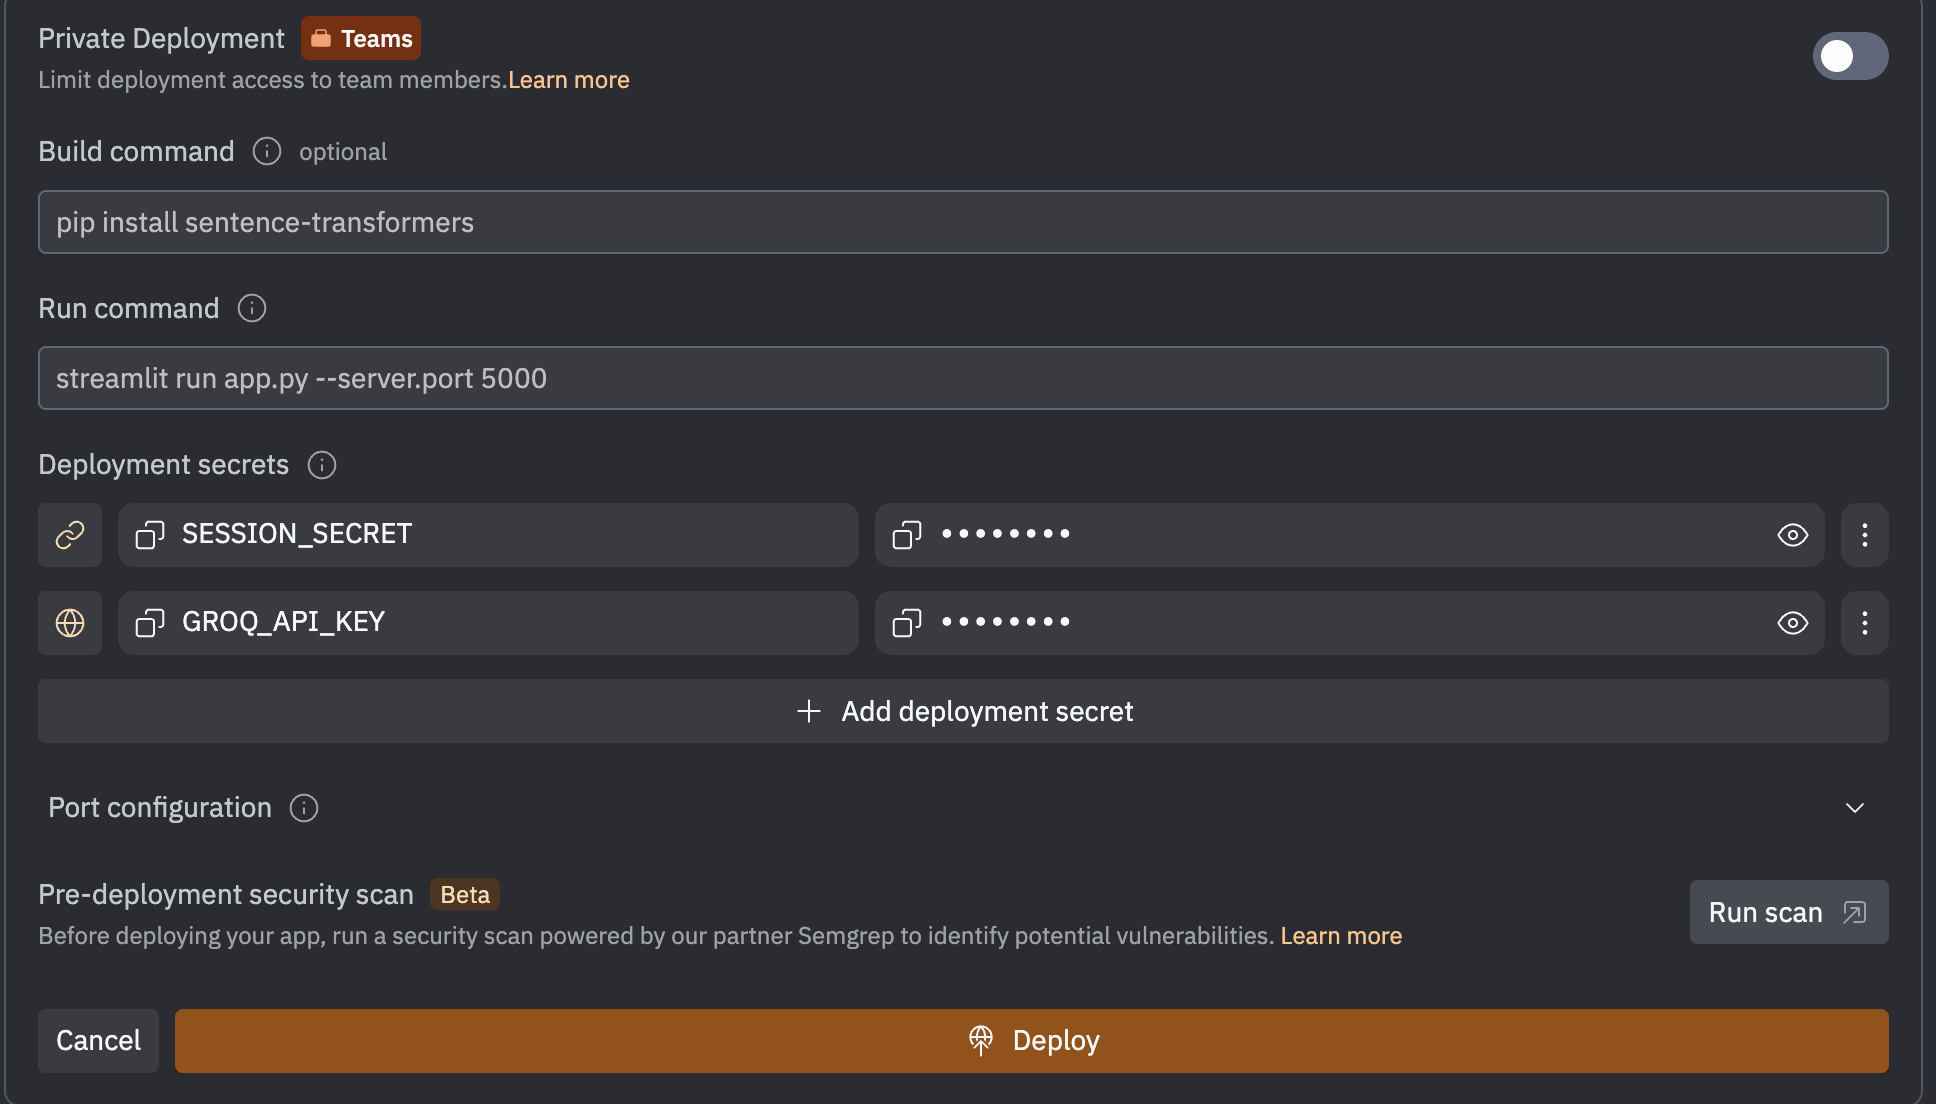 Private Deployment Teams
Limit deployment access to team members.Learn more
Build command optional
pip install sentence-transformers
Run command
streamlit run app.py --server.port 5000
Deployment secrets
SESSION_SECRET ••••••••
GROQ_API_KEY ••••••••
Add deployment secret
Port configuration
Pre-deployment security scan Beta
Before deploying your app, run a security scan powered by our partner Semgrep to identify potential vulnerabilities. Learn more
Run scan
Cancel
Deploy